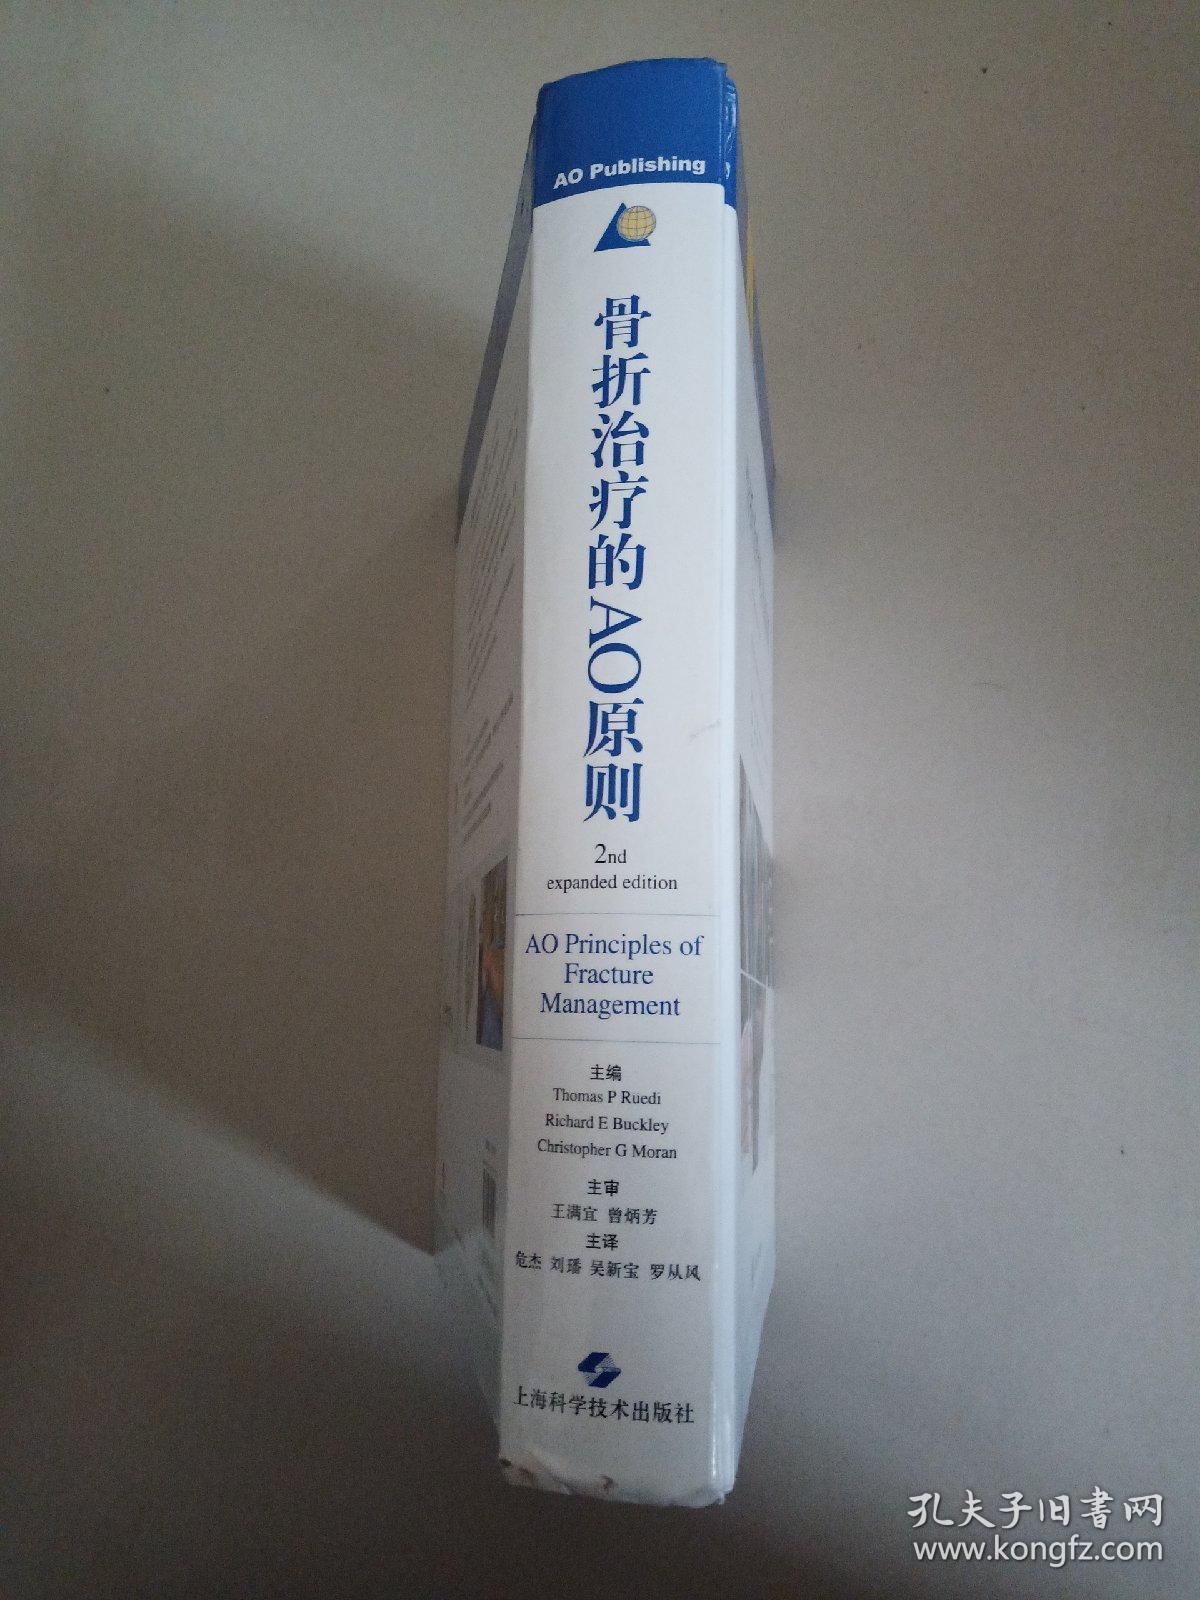 AO Publishing
骨折治疗的AO原则
2nd
expanded edition
AO Principles of
Fracture
Management
主编
Thomas P Ruedi
Richard E Buckley
Christopher G Moran
主审
王满宜 曾炳芳
主译
危杰 刘璠 吴新宝 罗从风
上海科学技术出版社
孔夫子旧书网
www.kongfz.com